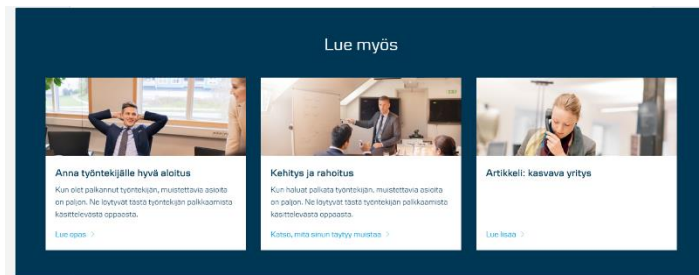 Lue myös
Anna työntekijälle hyvä aloitus
Kun olet palkannut työntekijän, muistettavia asioita
on paljon. Ne löytyvät tästä työntekijän palkkaamista
käsittelevästä oppaasta.
Lue opas
Kehitys ja rahoitus
Kun haluat palkata työntekijän, muistettavia asioita
on paljon. Ne löytyvät tästä työntekijän palkkaamista
käsittelevästä oppaasta.
Katso, mitä sinun täytyy muistaa
Artikkeli: kasvava yritys
Lue lisää